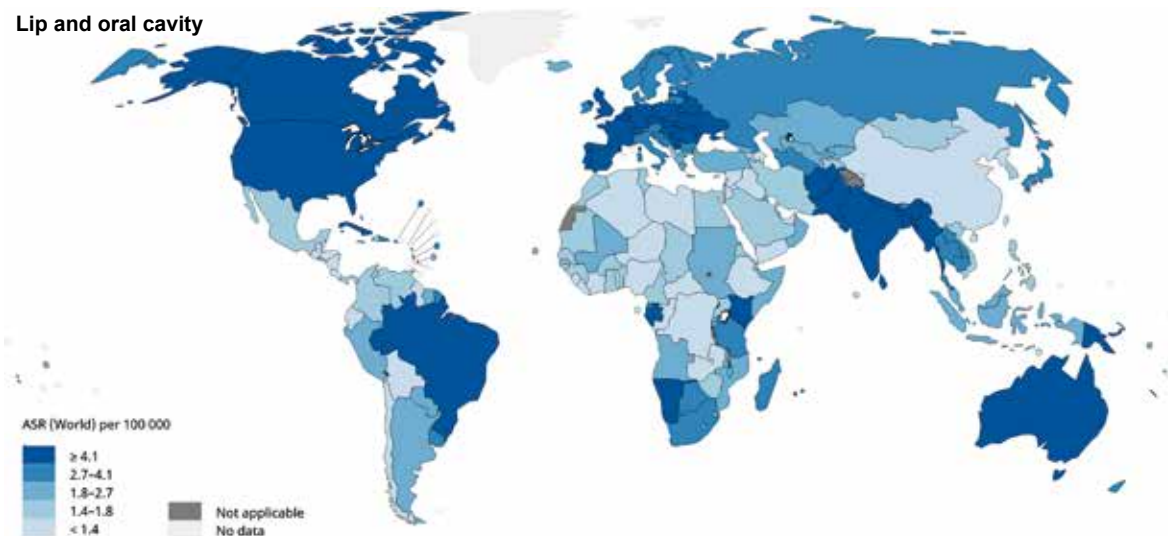 Lip and oral cavity
ASR (World) per 100 000
≥ 4.1
2.7–4.1
1.8–2.7
1.4–1.8
< 1.4
Not applicable
No data